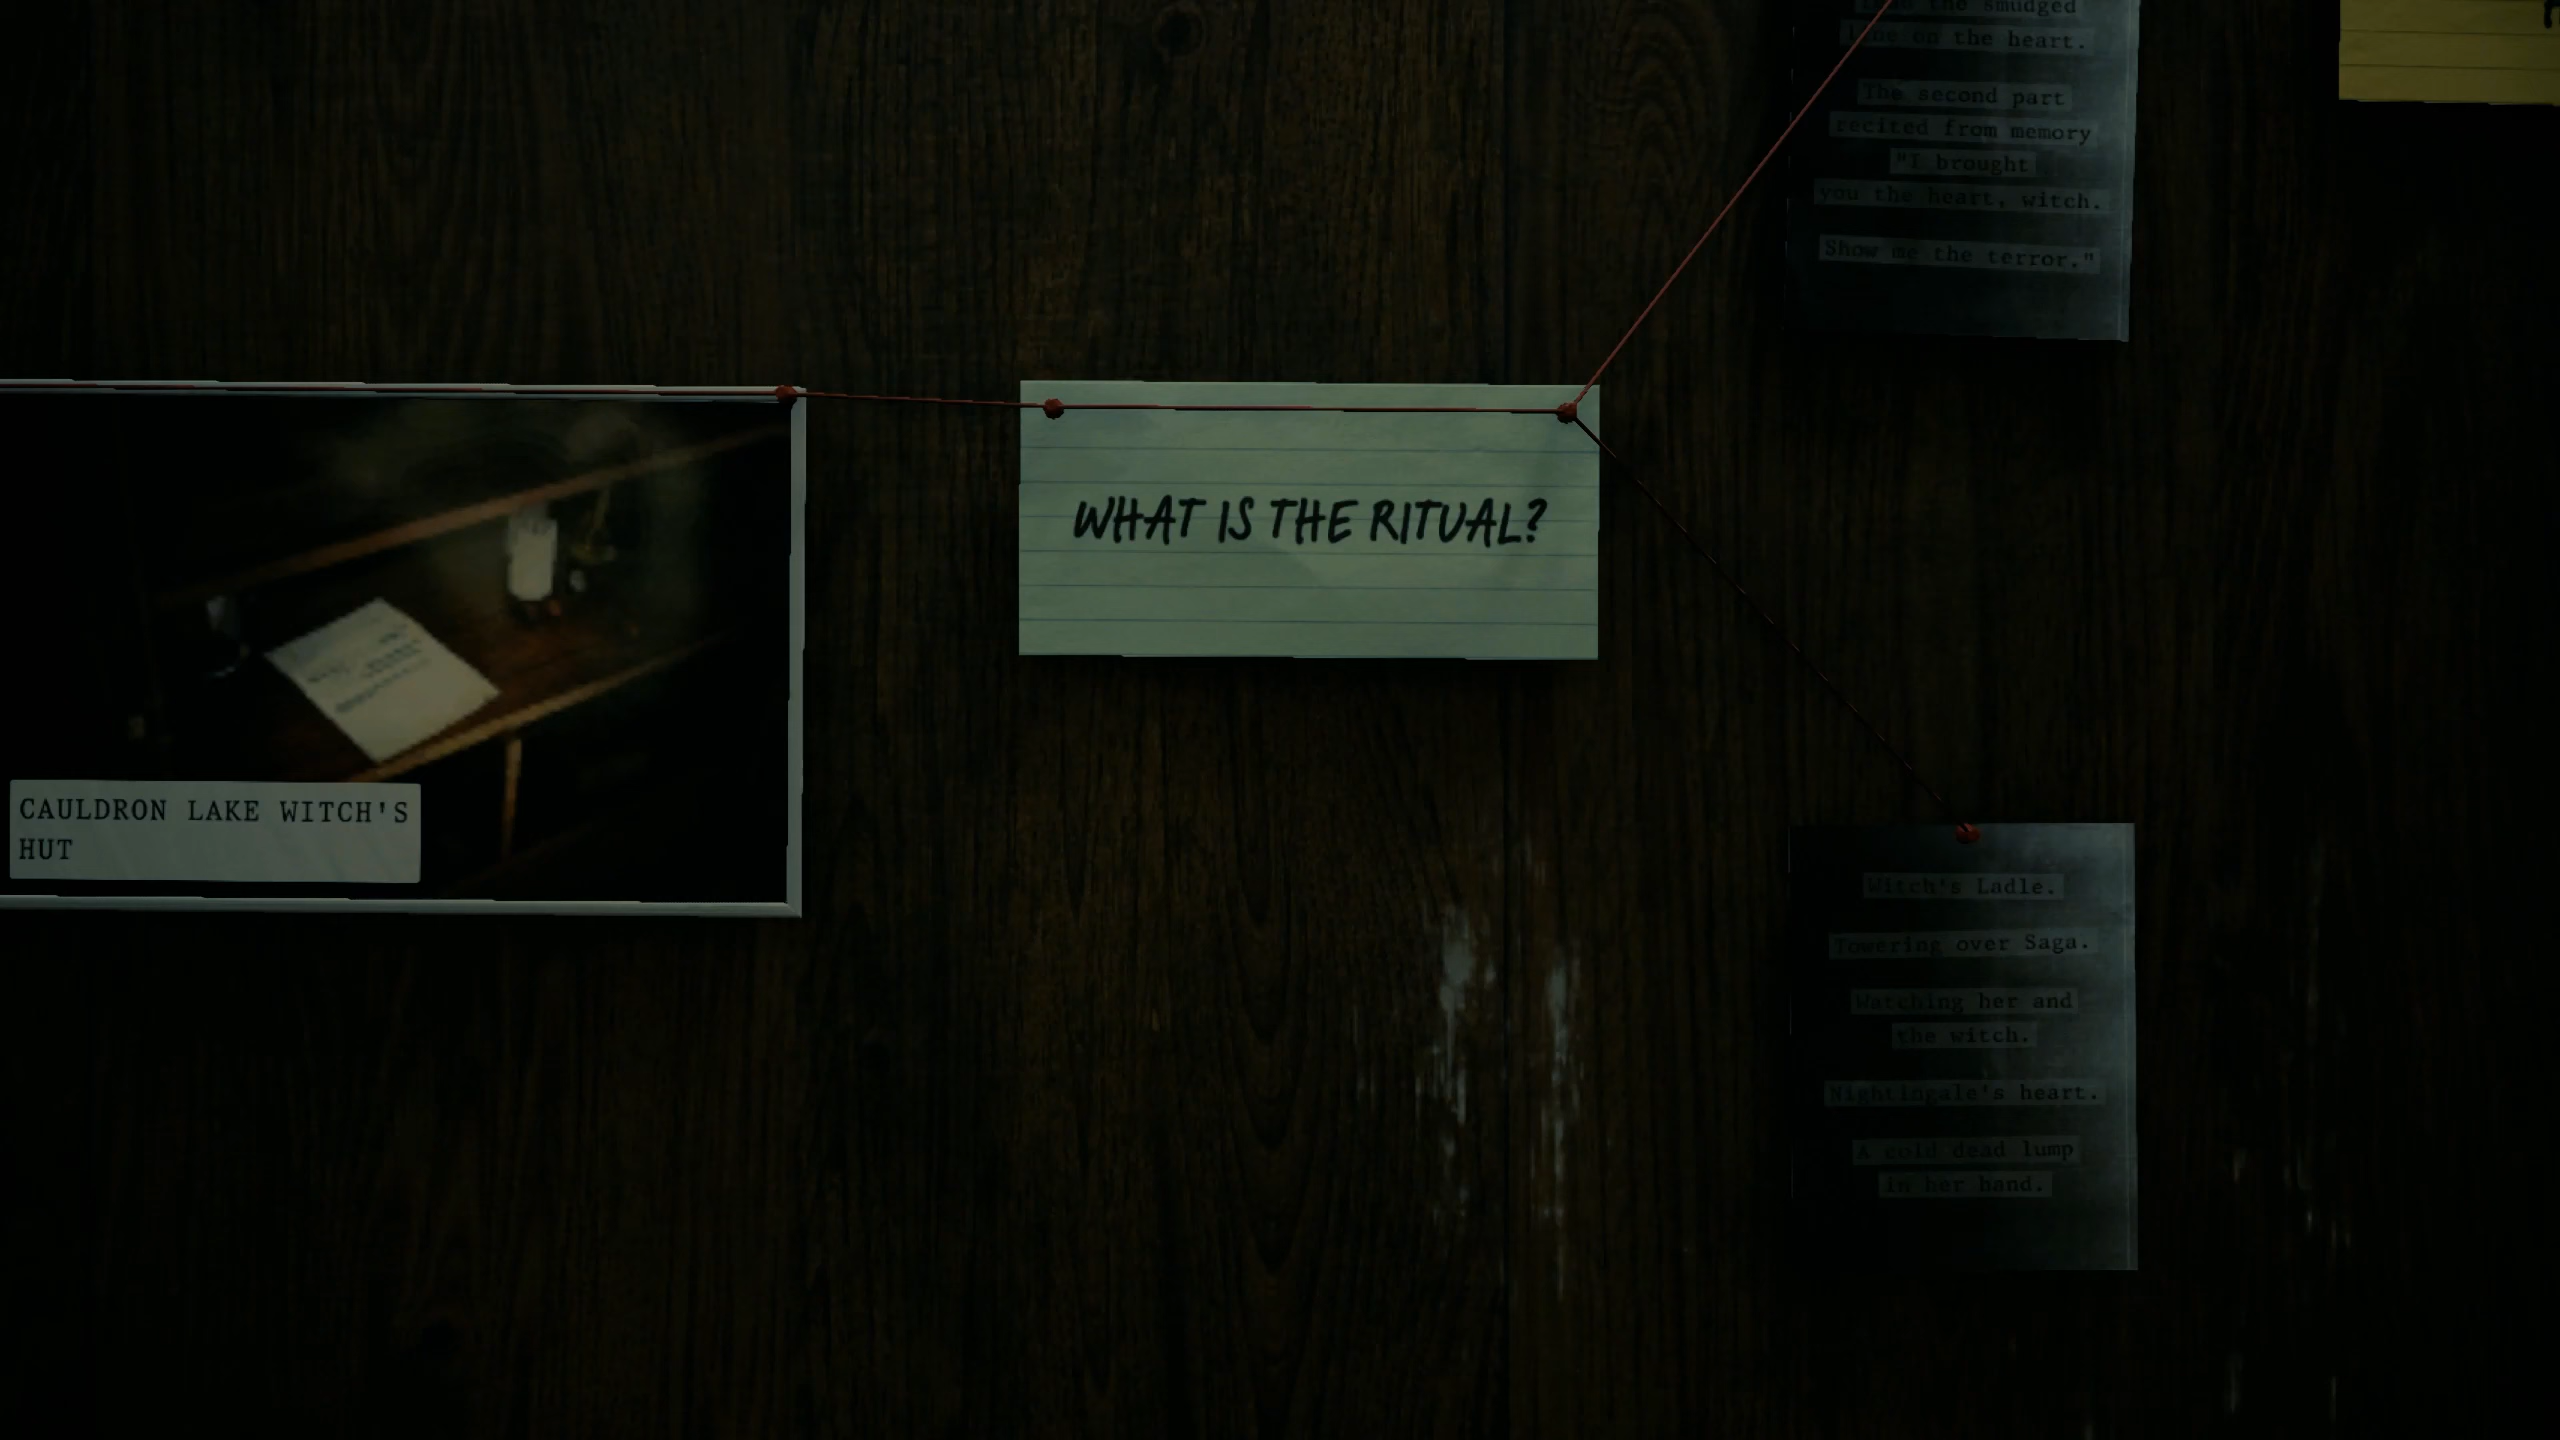 the smudged
on the heart.
The second part
recited from memory
"I brought
you the heart, witch.
Show me the terror."
WHAT IS THE RITUAL?
CAULDRON LAKE WITCH'S
HUT
Witch's Ladle.
Towering over Saga.
Watching her and
the witch.
Nightingale's heart.
A cold dead lump
in her hand.